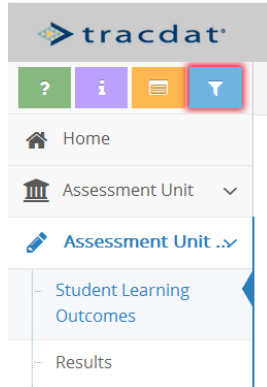 tracdat
? i
Home
Assessment Unit
Assessment Unit ..
Student Learning
Outcomes
Results